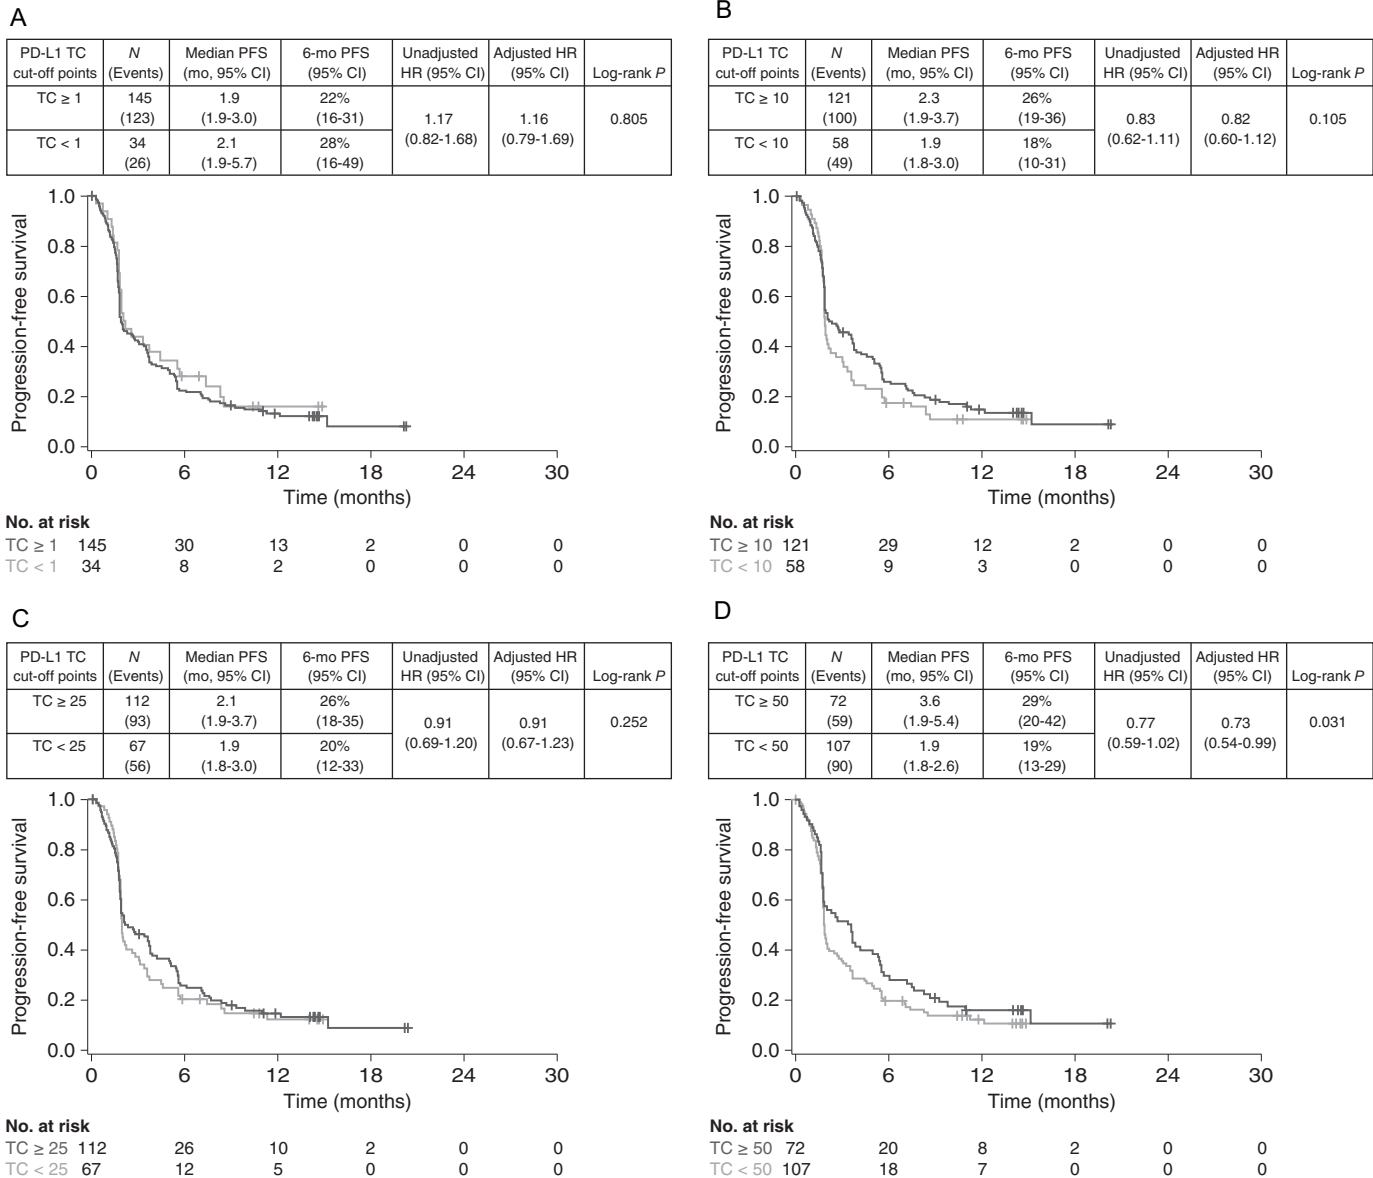 A
PD-L1 TC cut-off points N (Events) Median PFS (mo, 95% CI) 6-mo PFS (95% CI) Unadjusted HR (95% CI) Adjusted HR (95% CI) Log-rank P
TC ≥ 1 145 (123) 1.9 (1.9-3.0) 22% (16-31) 1.17 (0.82-1.68) 1.16 (0.79-1.69) 0.805
TC < 1 34 (26) 2.1 (1.9-5.7) 28% (16-49)
Progression-free survival
1.0
0.8
0.6
0.4
0.2
0.0
0 6 12 18 24 30
Time (months)
No. at risk
TC ≥ 1 145 30 13 2 0 0
TC < 1 34 8 2 0 0 0
B
PD-L1 TC cut-off points N (Events) Median PFS (mo, 95% CI) 6-mo PFS (95% CI) Unadjusted HR (95% CI) Adjusted HR (95% CI) Log-rank P
TC ≥ 10 121 (100) 2.3 (1.9-3.7) 26% (19-36) 0.83 (0.62-1.11) 0.82 (0.60-1.12) 0.105
TC < 10 58 (49) 1.9 (1.8-3.0) 18% (10-31)
Progression-free survival
1.0
0.8
0.6
0.4
0.2
0.0
0 6 12 18 24 30
Time (months)
No. at risk
TC ≥ 10 121 29 12 2 0 0
TC < 10 58 9 3 0 0 0
C
PD-L1 TC cut-off points N (Events) Median PFS (mo, 95% CI) 6-mo PFS (95% CI) Unadjusted HR (95% CI) Adjusted HR (95% CI) Log-rank P
TC ≥ 25 112 (93) 2.1 (1.9-3.7) 26% (18-35) 0.91 (0.69-1.20) 0.91 (0.67-1.23) 0.252
TC < 25 67 (56) 1.9 (1.8-3.0) 20% (12-33)
Progression-free survival
1.0
0.8
0.6
0.4
0.2
0.0
0 6 12 18 24 30
Time (months)
No. at risk
TC ≥ 25 112 26 10 2 0 0
TC < 25 67 12 5 0 0 0
D
PD-L1 TC cut-off points N (Events) Median PFS (mo, 95% CI) 6-mo PFS (95% CI) Unadjusted HR (95% CI) Adjusted HR (95% CI) Log-rank P
TC ≥ 50 72 (59) 3.6 (1.9-5.4) 29% (20-42) 0.77 (0.59-1.02) 0.73 (0.54-0.99) 0.031
TC < 50 107 (90) 1.9 (1.8-2.6) 19% (13-29)
Progression-free survival
1.0
0.8
0.6
0.4
0.2
0.0
0 6 12 18 24 30
Time (months)
No. at risk
TC ≥ 50 72 20 8 2 0 0
TC < 50 107 18 7 0 0 0